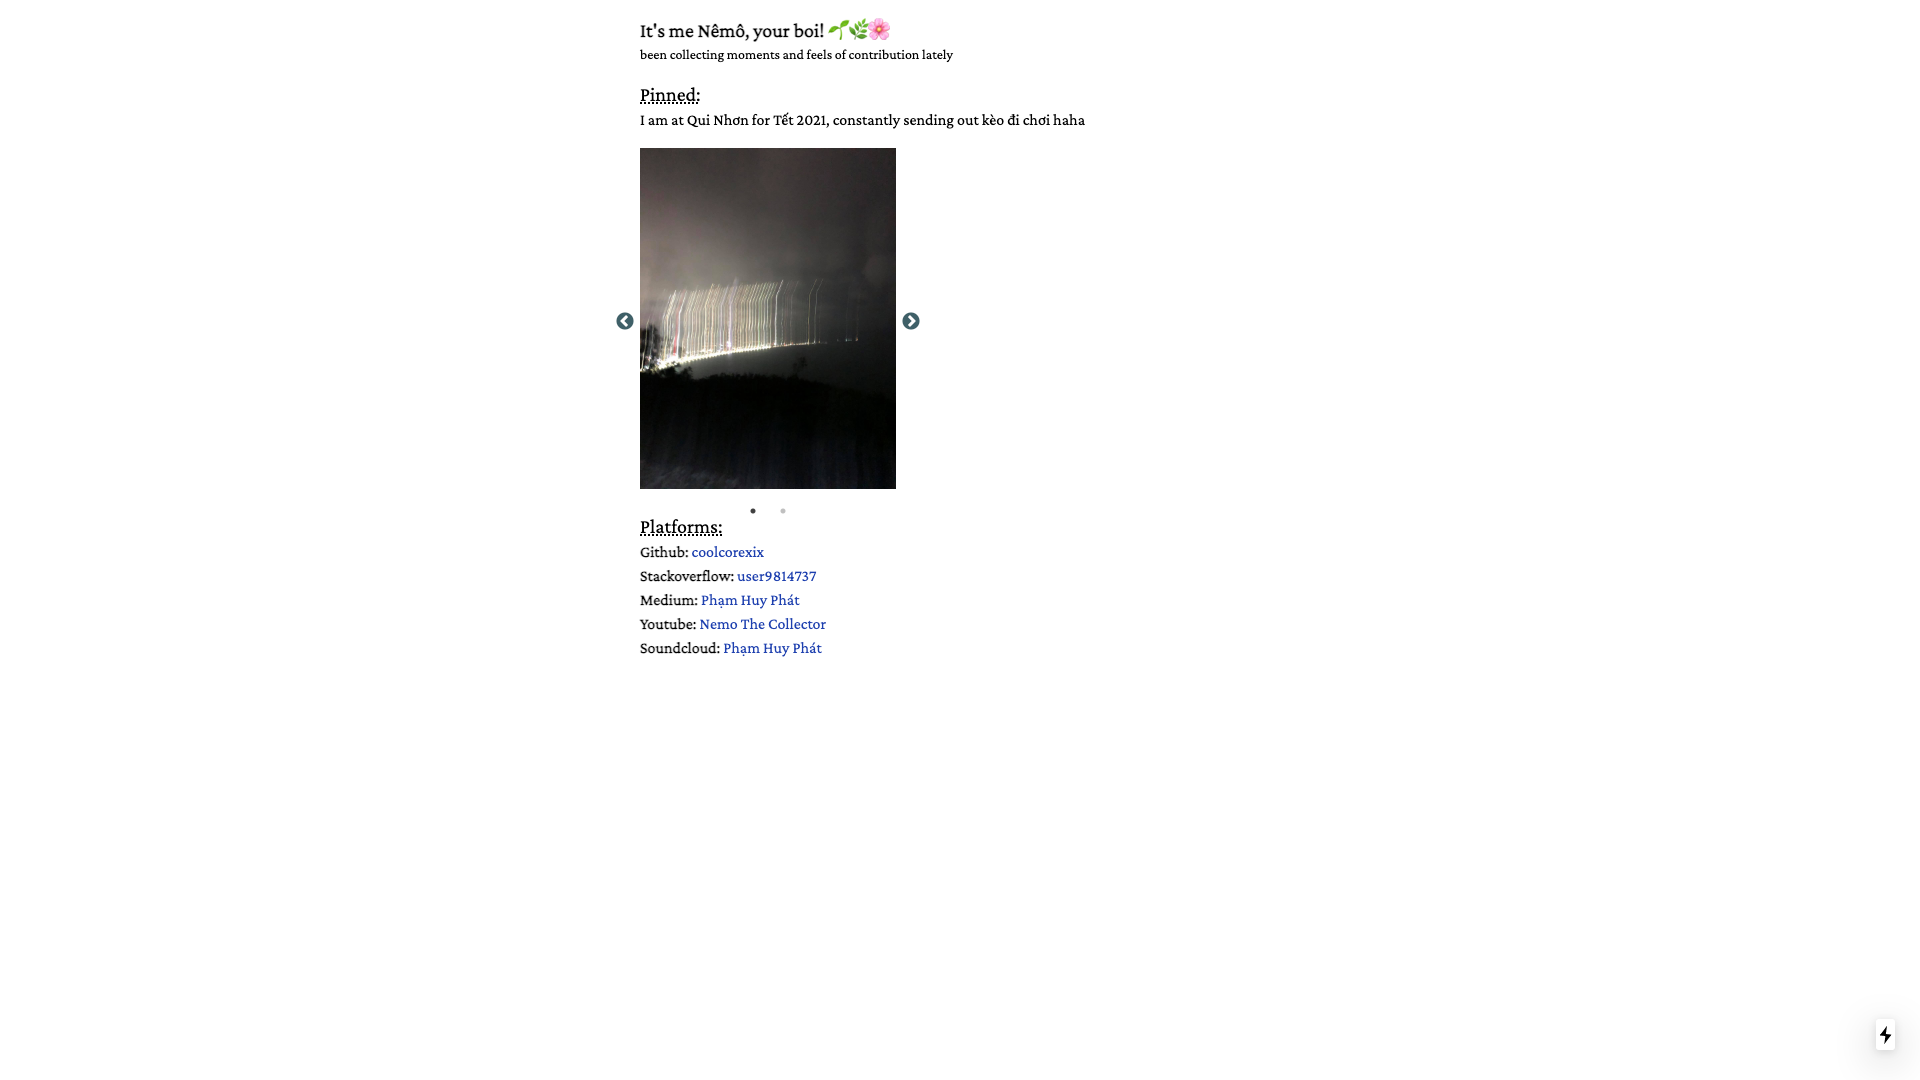 It's me Nêmô, your boi! 🌱🌿🌸
been collecting moments and feels of contribution lately
Pinned:
I am at Qui Nhơn for Tết 2021, constantly sending out kèo đi chơi haha
Platforms:
Github: coolcorexix
Stackoverflow: user9814737
Medium: Phạm Huy Phát
Youtube: Nemo The Collector
Soundcloud: Phạm Huy Phát